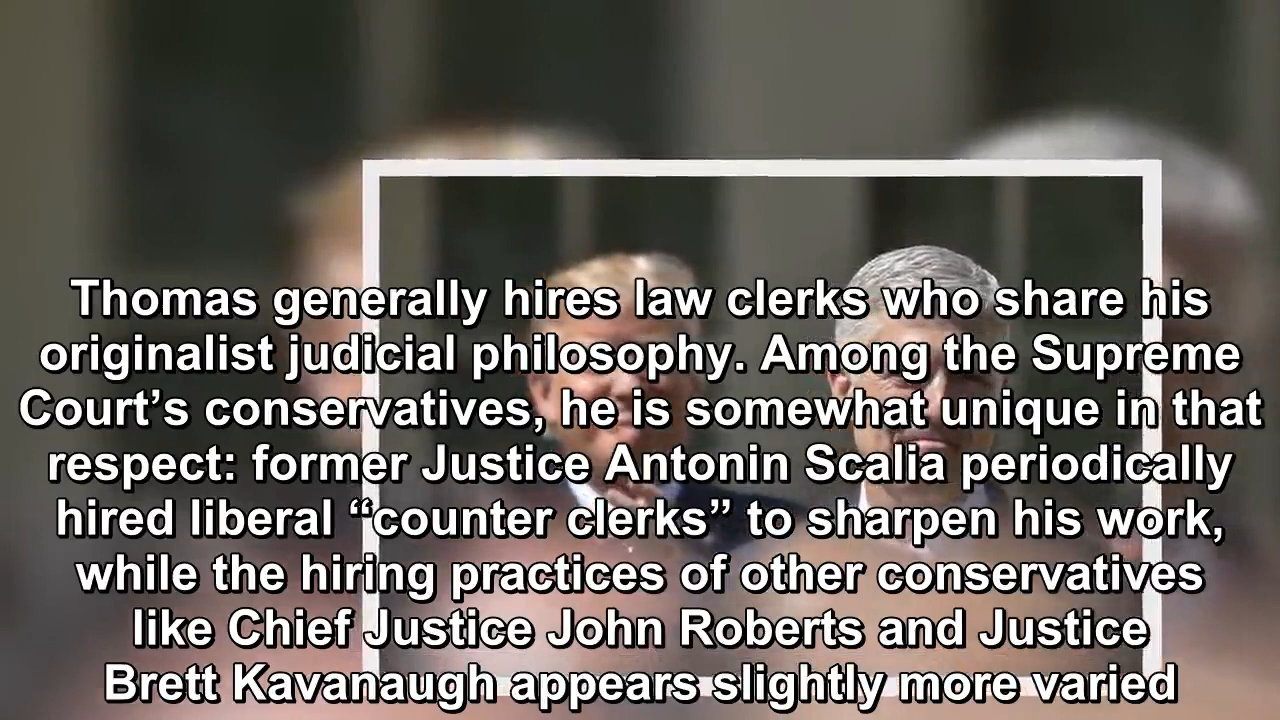 Thomas generally hires law clerks who share his
originalist judicial philosophy. Among the Supreme
Court’s conservatives, he is somewhat unique in that
respect: former Justice Antonin Scalia periodically
hired liberal “counter clerks” to sharpen his work,
while the hiring practices of other conservatives
like Chief Justice John Roberts and Justice
Brett Kavanaugh appears slightly more varied